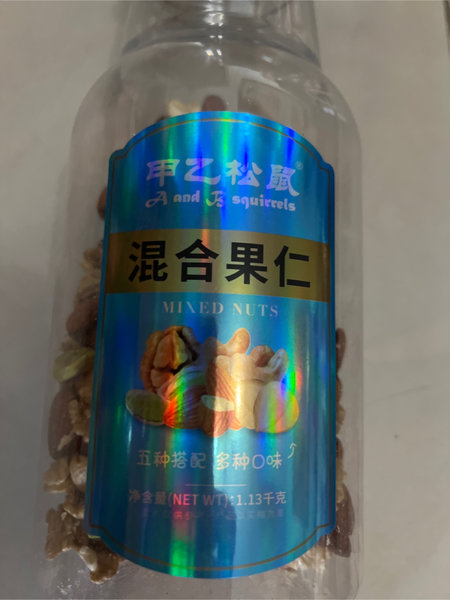 甲乙松鼠®
A and B squirrels
混合果仁
MIXED NUTS
五种搭配 多种口味
净含量(NET WT):1.13千克